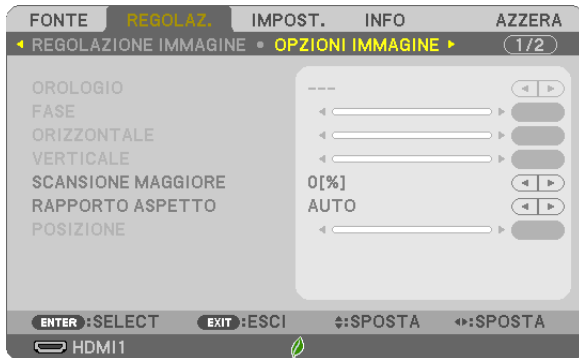 FONTE REGOLAZ. IMPOST. INFO AZZERA
REGOLAZIONE IMMAGINE • OPZIONI IMMAGINE 1/2
OROLOGIO ---
FASE
ORIZZONTALE
VERTICALE
SCANSIONE MAGGIORE 0[%]
RAPPORTO ASPETTO AUTO
POSIZIONE
ENTER :SELECT EXIT :ESCI :SPOSTA :SPOSTA
HDMI1